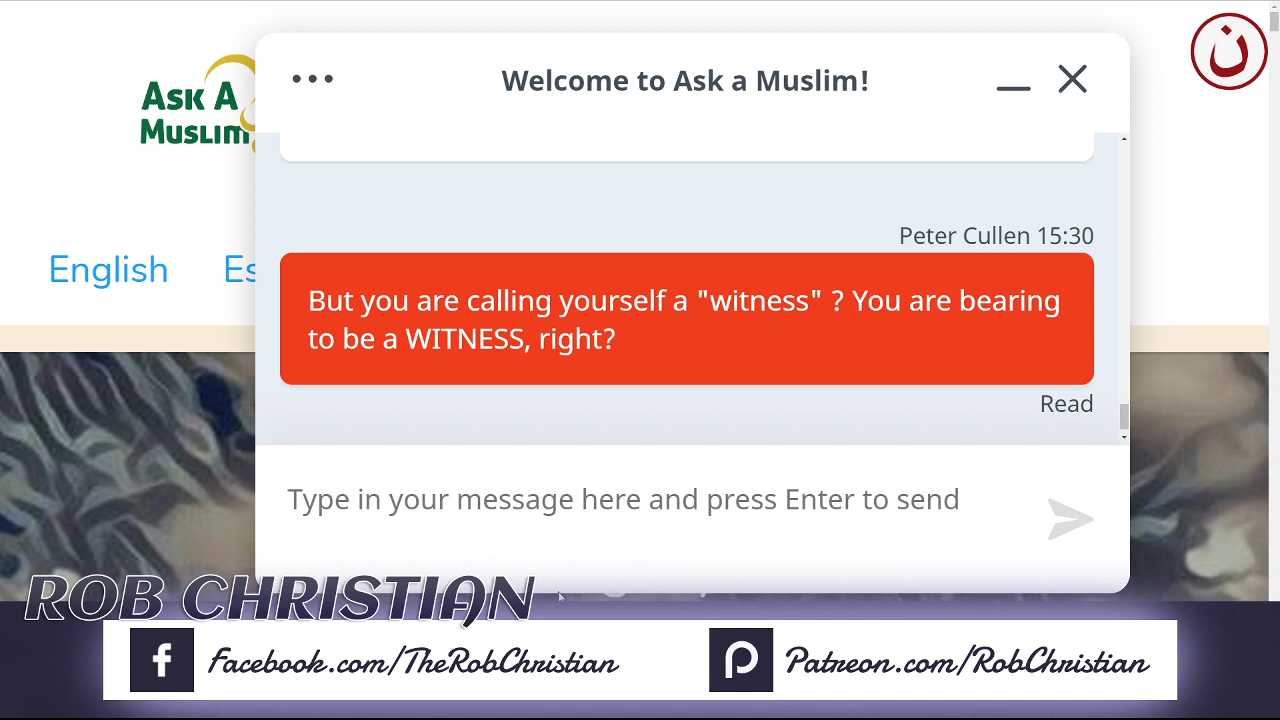 ن
Welcome to Ask a Muslim!
ASK A
MUSLIM
Peter Cullen 15:30
English
Es
But you are calling yourself a "witness" ? You are bearing
to be a WITNESS, right?
Read
Type in your message here and press Enter to send
ROB CHRISTIAN
Facebook.com/TheRobChristian
Patreon.com/RobChristian